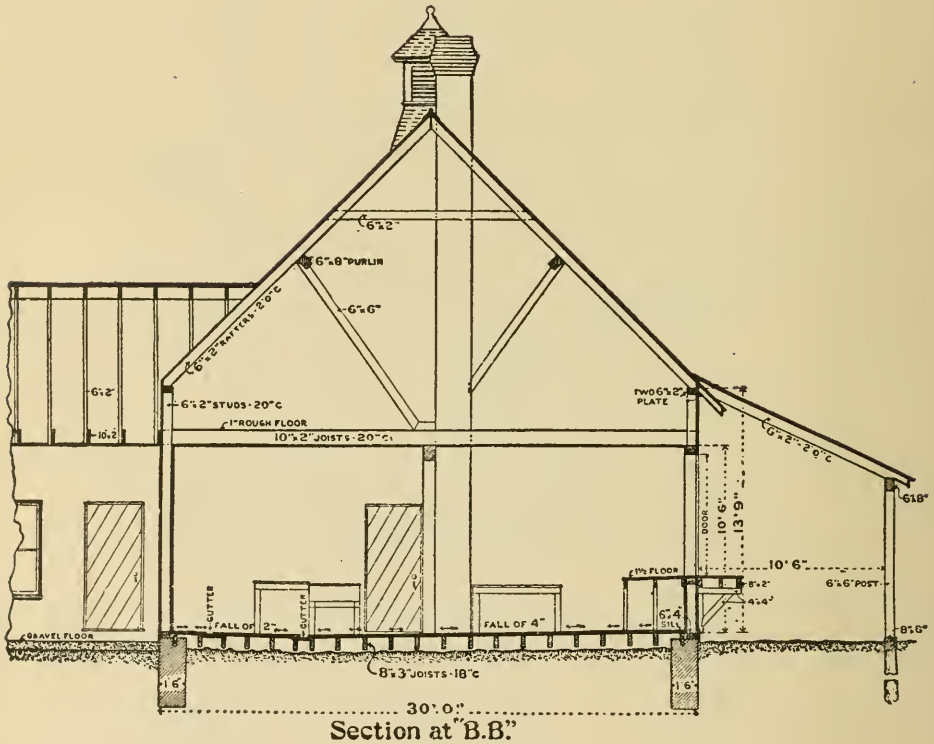 6"x2"
6"x8" PURLIN
6"x6"
6"x2" RAFTERS-2'0"C
6"x2"
6"x2" STUDS-20"C
TWO 6"x2"
PLATE
1" ROUGH FLOOR
10"x2"
10"x2" JOISTS-20"C
6"x2"-20"C
6"x8"
DOOR
10'6"
13'9"
10'6"
1½ FLOOR
8"x2"
6"x6" POST
4"x4"
GUTTER
GUTTER
6"x4"
SILL
FALL OF 2"
FALL OF 4"
8"x6"
GRAVEL FLOOR
8"x3" JOISTS-18"C
1'6"
1'6"
30'.0"
Section at "B.B."